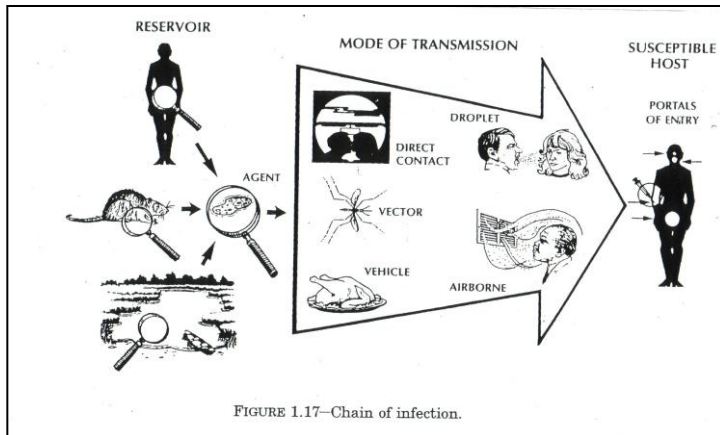 RESERVOIR
MODE OF TRANSMISSION
SUSCEPTIBLE
HOST
PORTALS
OF ENTRY
AGENT
DIRECT
CONTACT
DROPLET
VECTOR
VEHICLE
AIRBORNE
FIGURE 1.17—Chain of infection.